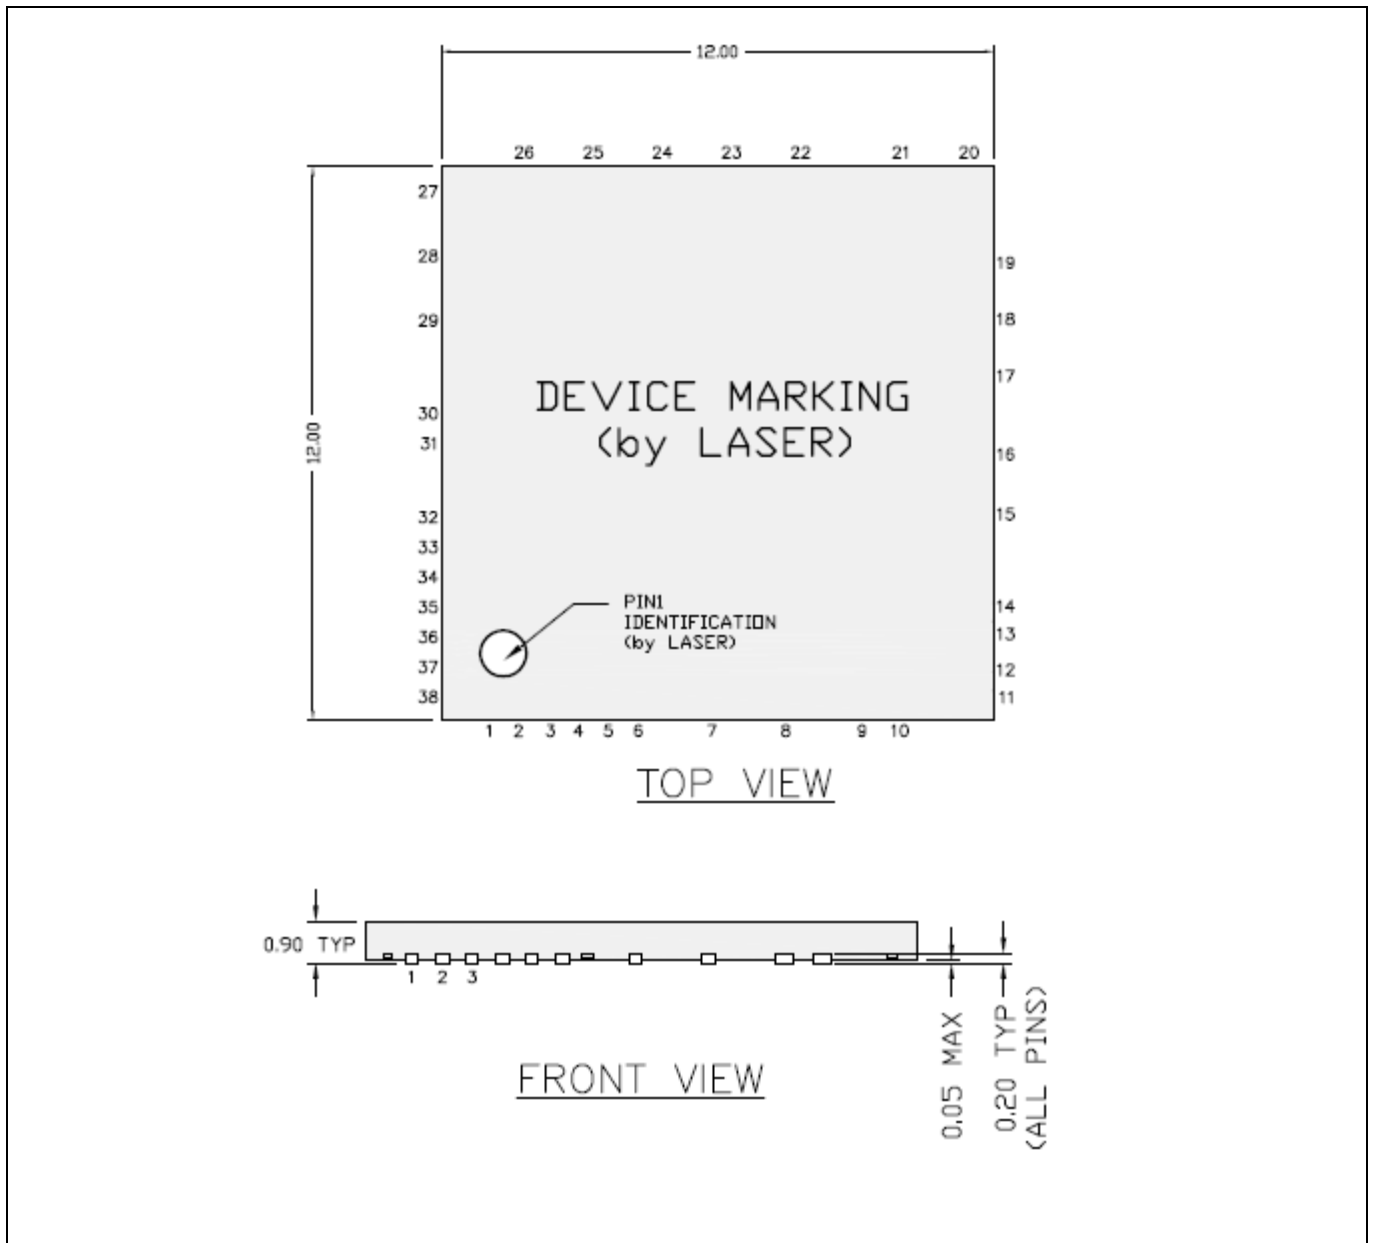 12.00
26 25 24 23 22 21 20
27
28
19
29
18
17
DEVICE MARKING
30
12.00
(by LASER)
31
16
32
15
33
34
PIN1
35
14
IDENTIFICATION
36
13
(by LASER)
37
12
38
11
1 2 3 4 5 6 7 8 9 10
TOP VIEW
0.90 TYP
1 2 3
0.05 MAX
0.20 TYP
(ALL PINS)
FRONT VIEW